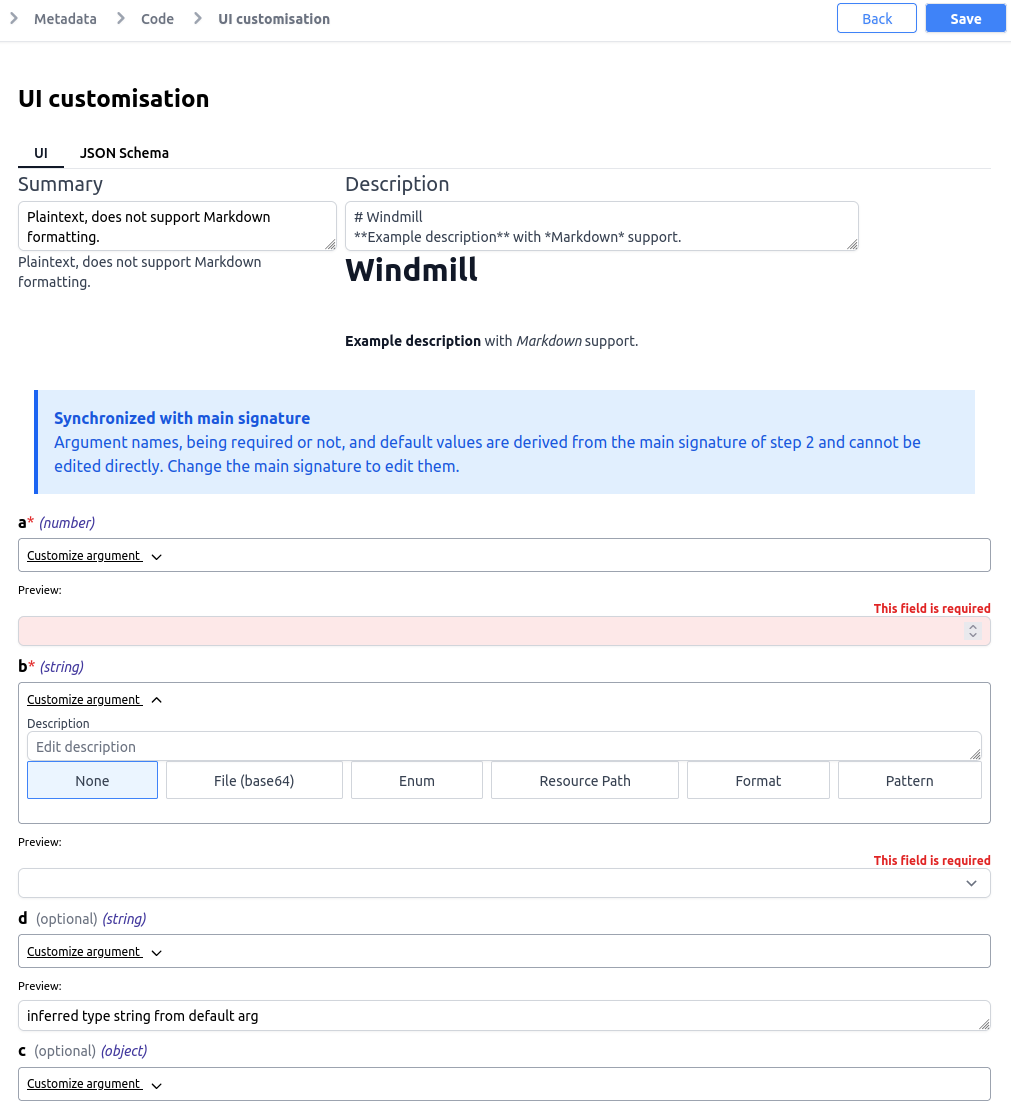 Metadata
Code
UI customisation
Back
Save
UI customisation
UI
JSON Schema
Summary
Description
Plaintext, does not support Markdown
formatting.
# Windmill
**Example description** with *Markdown* support.
Plaintext, does not support Markdown
formatting.
Windmill
Example description with Markdown support.
Synchronized with main signature
Argument names, being required or not, and default values are derived from the main signature of step 2 and cannot be
edited directly. Change the main signature to edit them.
a* (number)
Customize argument
Preview:
This field is required
b* (string)
Customize argument
Description
Edit description
None
File (base64)
Enum
Resource Path
Format
Pattern
Preview:
This field is required
d (optional) (string)
Customize argument
Preview:
inferred type string from default arg
c (optional) (object)
Customize argument